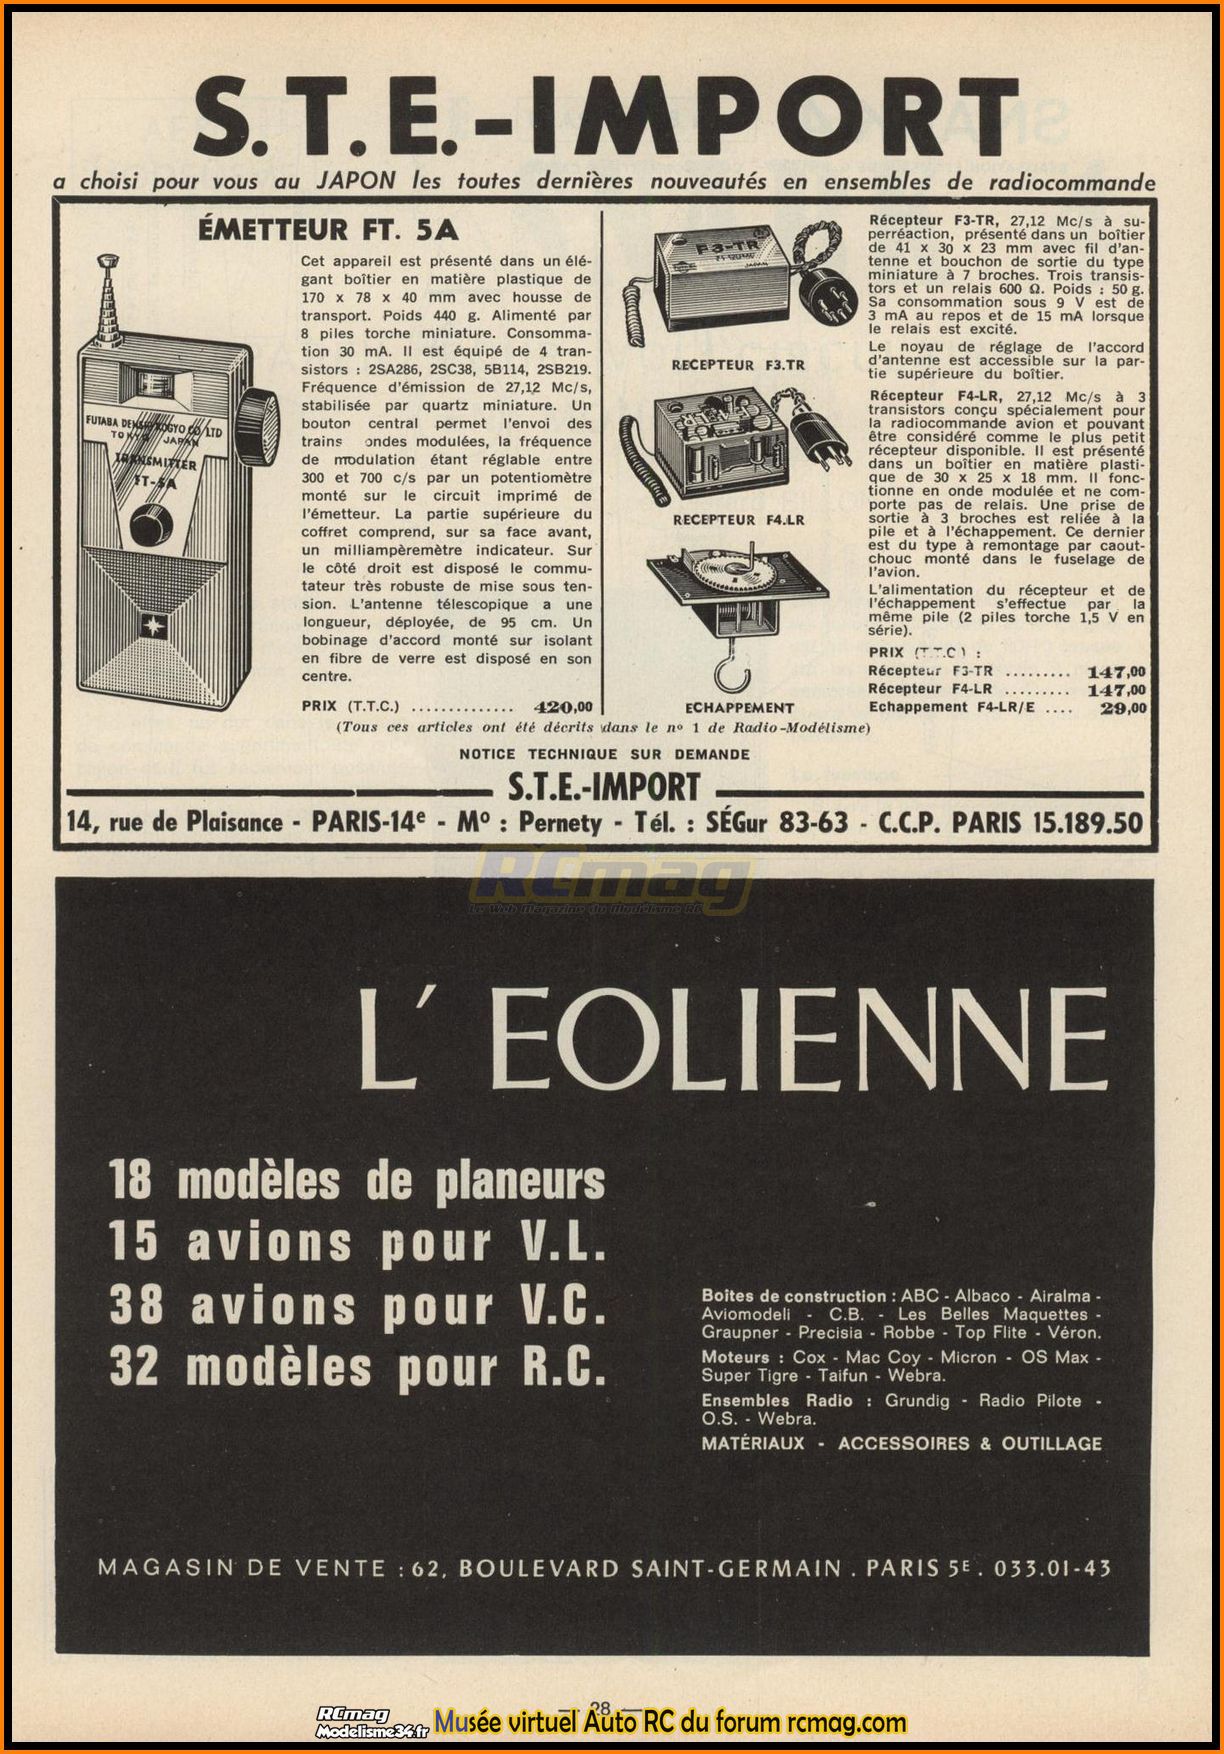 S.T.E.-IMPORT
a choisi pour vous au JAPON les toutes dernières nouveautés en ensembles de radiocommande
ÉMETTEUR FT. 5A
Cet appareil est présenté dans un élé-
gant boîtier en matière plastique de
170 x 78 x 40 mm avec housse de
transport. Poids 440 g. Alimenté par
8 piles torche miniature. Consomma-
tion 30 mA. Il est équipé de 4 tran-
sistors : 2SA286, 2SC38, 5B114, 2SB219.
Fréquence d'émission de 27,12 Mc/s,
stabilisée par quartz miniature. Un
bouton central permet l'envoi des
trains ondes modulées, la fréquence
de modulation étant réglable entre
300 et 700 c/s par un potentiomètre
monté sur le circuit imprimé de
l'émetteur. La partie supérieure du
coffret comprend, sur sa face avant,
un milliampèremètre indicateur. Sur
le côté droit est disposé le commu-
tateur très robuste de mise sous ten-
sion. L'antenne télescopique a une
longueur, déployée, de 95 cm. Un
bobinage d'accord monté sur isolant
en fibre de verre est disposé en son
centre.
PRIX (T.T.C.) .............. 420,00
FUTABA DENSHI KOGYO CO LTD
TOKYO JAPAN
TRANSMITTER
FT-5A
F3-TR
JAPAN
RECEPTEUR F3.TR
RECEPTEUR F4.LR
ECHAPPEMENT
Récepteur F3-TR, 27,12 Mc/s à su-
perréaction, présenté dans un boîtier
de 41 x 30 x 23 mm avec fil d'an-
tenne et bouchon de sortie du type
miniature à 7 broches. Trois transis-
tors et un relais 600 Ω. Poids : 50 g.
Sa consommation sous 9 V est de
3 mA au repos et de 15 mA lorsque
le relais est excité.
Le noyau de réglage de l'accord
d'antenne est accessible sur la par-
tie supérieure du boîtier.
Récepteur F4-LR, 27,12 Mc/s à 3
transistors conçu spécialement pour
la radiocommande avion et pouvant
être considéré comme le plus petit
récepteur disponible. Il est présenté
dans un boîtier en matière plasti-
que de 30 x 25 x 18 mm. Il fonc-
tionne en onde modulée et ne com-
porte pas de relais. Une prise de
sortie à 3 broches est reliée à la
pile et à l'échappement. Ce dernier
est du type à remontage par caout-
chouc monté dans le fuselage de
l'avion.
L'alimentation du récepteur et de
l'échappement s'effectue par la
même pile (2 piles torche 1,5 V en
série).
PRIX (T.T.C) :
Récepteur F3-TR ......... 147,00
Récepteur F4-LR ......... 147,00
Echappement F4-LR/E .... 29,00
(Tous ces articles ont été décrits dans le n° 1 de Radio-Modélisme)
NOTICE TECHNIQUE SUR DEMANDE
S.T.E.-IMPORT
14, rue de Plaisance - PARIS-14e - M° : Pernety - Tél. : SÉGur 83-63 - C.C.P. PARIS 15.189.50
RCmag
Le Web Magazine du Modélisme RC
L'EOLIENNE
18 modèles de planeurs
15 avions pour V.L.
38 avions pour V.C.
32 modèles pour R.C.
Boîtes de construction : ABC - Albaco - Airalma -
Aviomodeli - C.B. - Les Belles Maquettes -
Graupner - Precisia - Robbe - Top Flite - Véron.
Moteurs : Cox - Mac Coy - Micron - OS Max -
Super Tigre - Taifun - Webra.
Ensembles Radio : Grundig - Radio Pilote -
O.S. - Webra.
MATÉRIAUX - ACCESSOIRES & OUTILLAGE
MAGASIN DE VENTE : 62, BOULEVARD SAINT-GERMAIN . PARIS 5E . 033.01-43
— 28 —
RCmag
Modelisme34.fr
Musée virtuel Auto RC du forum rcmag.com